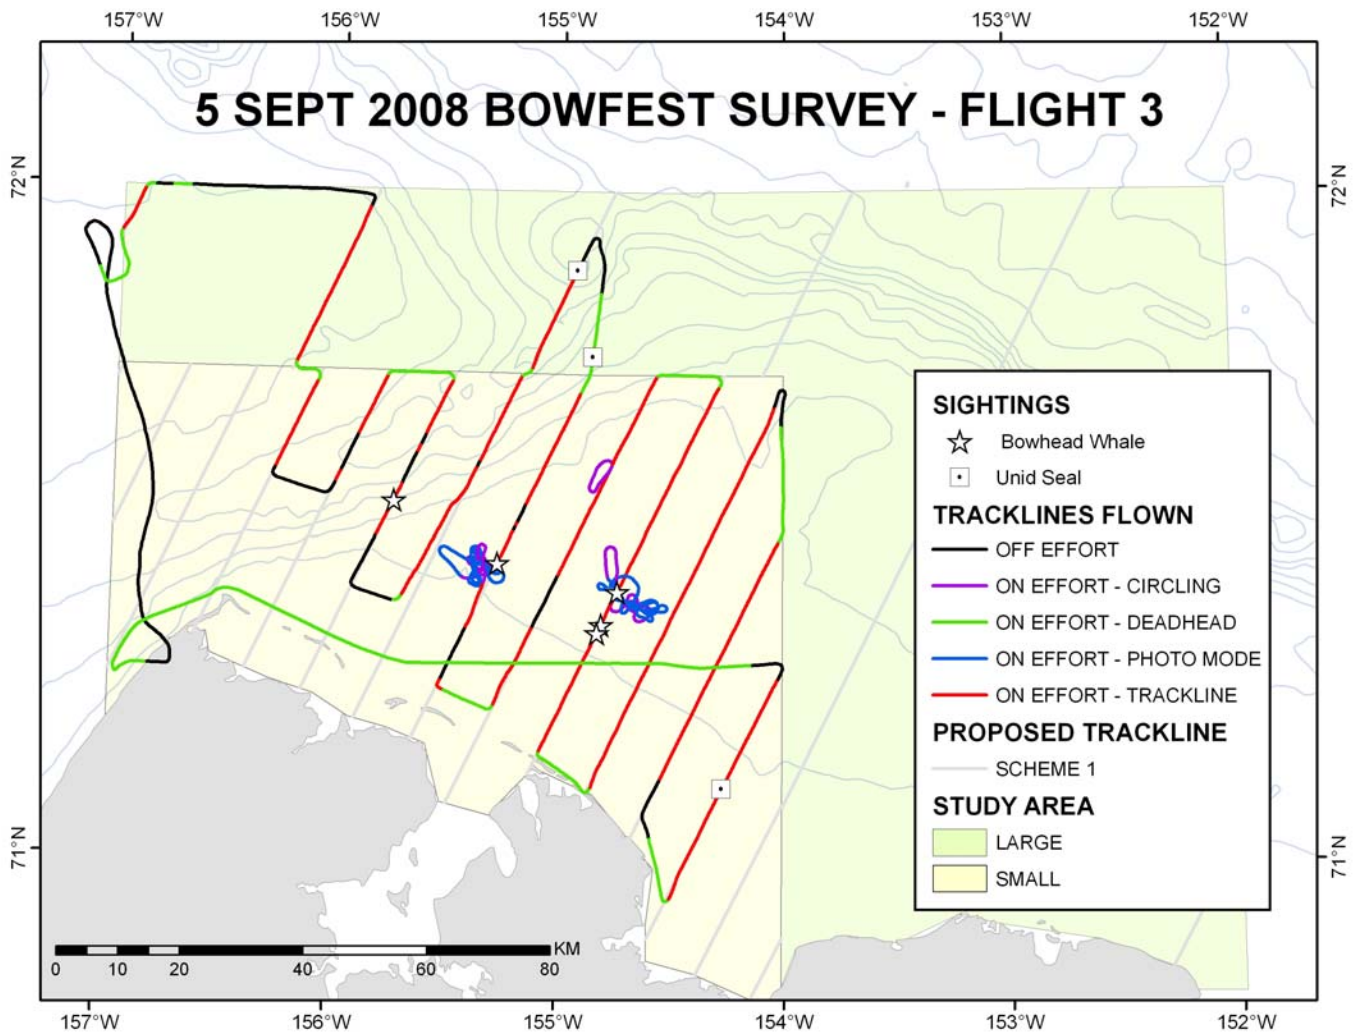 157°W 156°W 155°W 154°W 153°W 152°W
5 SEPT 2008 BOWFEST SURVEY - FLIGHT 3
72°N 72°N
SIGHTINGS
Bowhead Whale
Unid Seal
TRACKLINES FLOWN
OFF EFFORT
ON EFFORT - CIRCLING
ON EFFORT - DEADHEAD
ON EFFORT - PHOTO MODE
ON EFFORT - TRACKLINE
PROPOSED TRACKLINE
SCHEME 1
STUDY AREA
LARGE
SMALL
71°N 71°N
KM
0 10 20 40 60 80
157°W 156°W 155°W 154°W 153°W 152°W